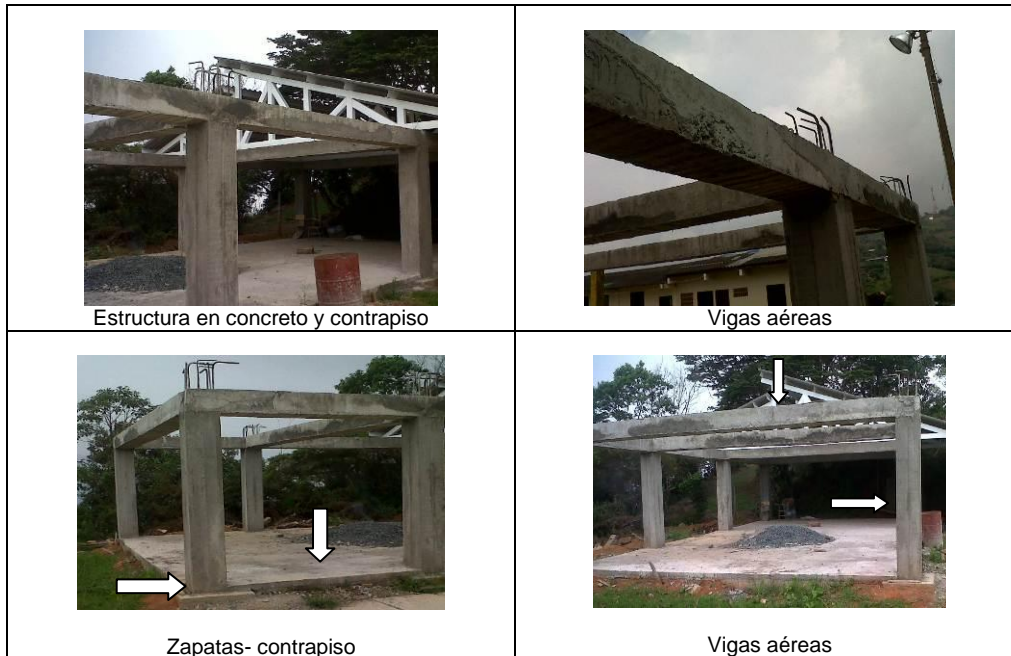 Estructura en concreto y contrapiso
Vigas aéreas
Zapatas- contrapiso
Vigas aéreas